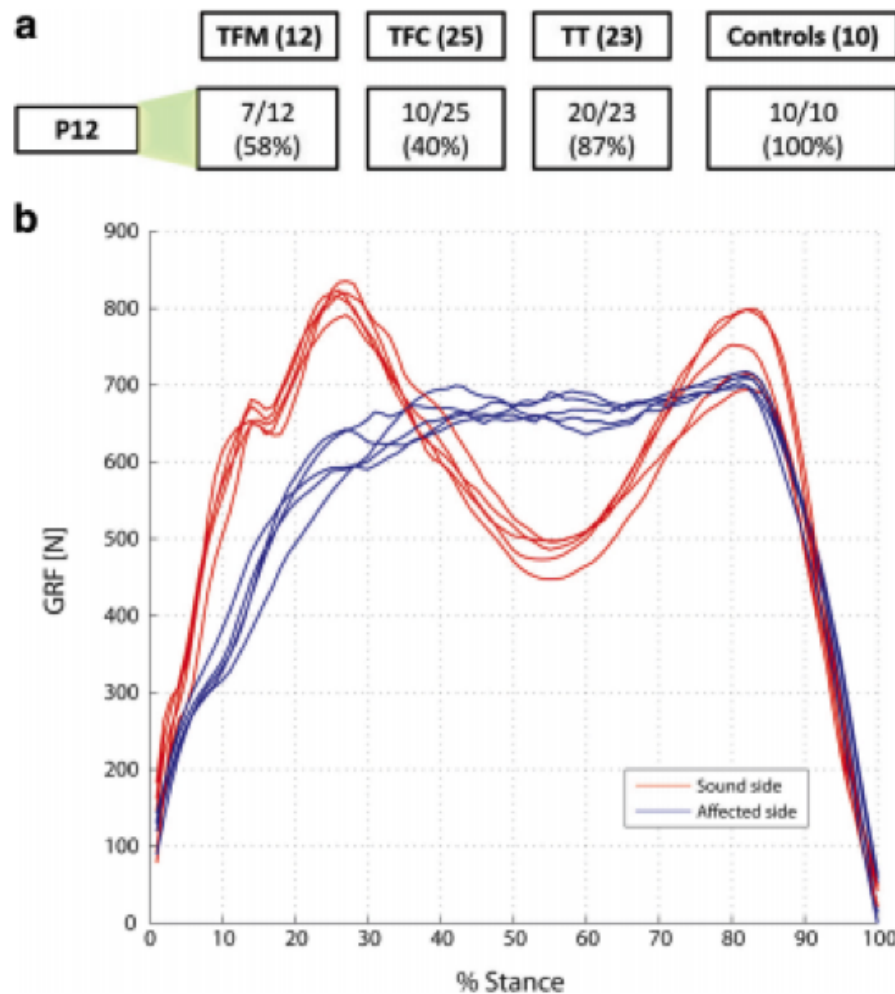 a
TFM (12) TFC (25) TT (23) Controls (10)
P12
7/12 10/25 20/23 10/10
(58%) (40%) (87%) (100%)
b
900
800
700
600
500
400
300
200
100
0
GRF [N]
Sound side
Affected side
0 10 20 30 40 50 60 70 80 90 100
% Stance